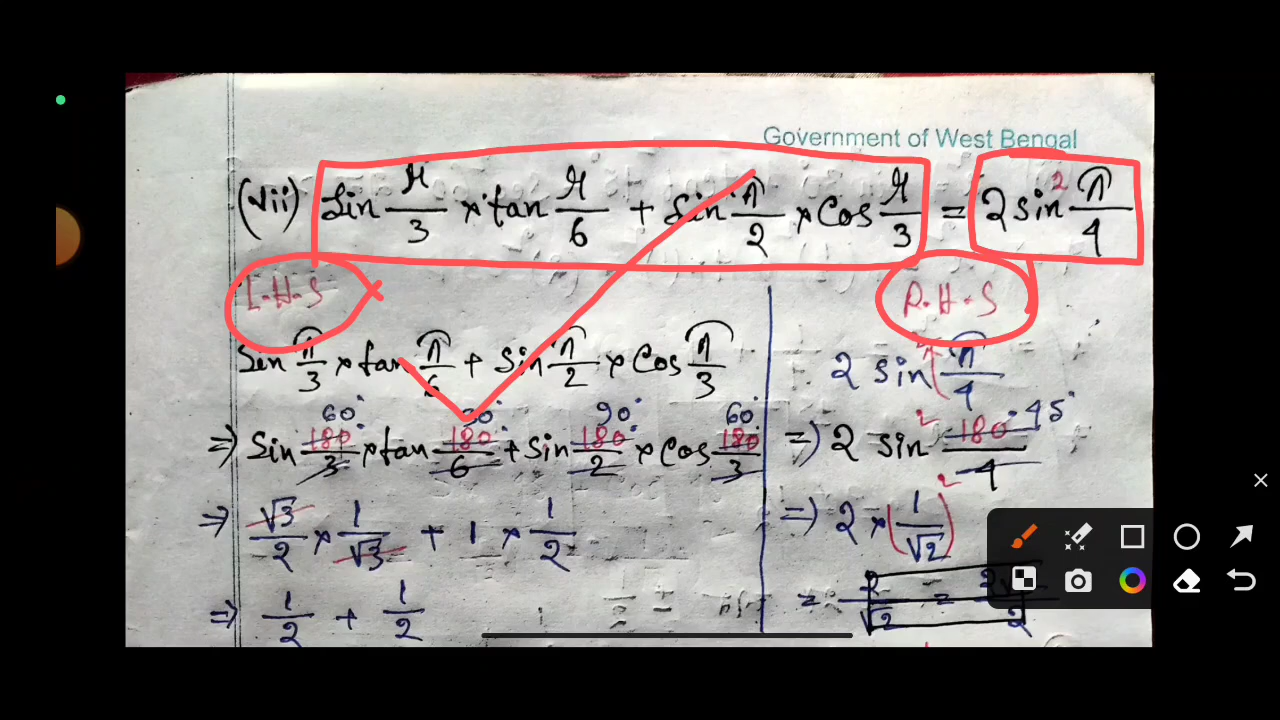 Government of West Bengal
(vii) Sin π/3 × tan π/6 + Sin π/2 × Cos π/3 = 2 sin² π/4
L.H.S
R.H.S
Sin π/3 × tan π/6 + Sin π/2 × Cos π/3
2 sin² π/4
60° 30° 90° 60°
⇒ Sin 180°/3 × tan 180°/6 + Sin 180°/2 × Cos 180°/3
⇒ 2 sin² 180°/4 45°
⇒ √3/2 × 1/√3 + 1 × 1/2
⇒ 2 × (1/√2)²
⇒ 1/2 + 1/2
= 2/√2 =